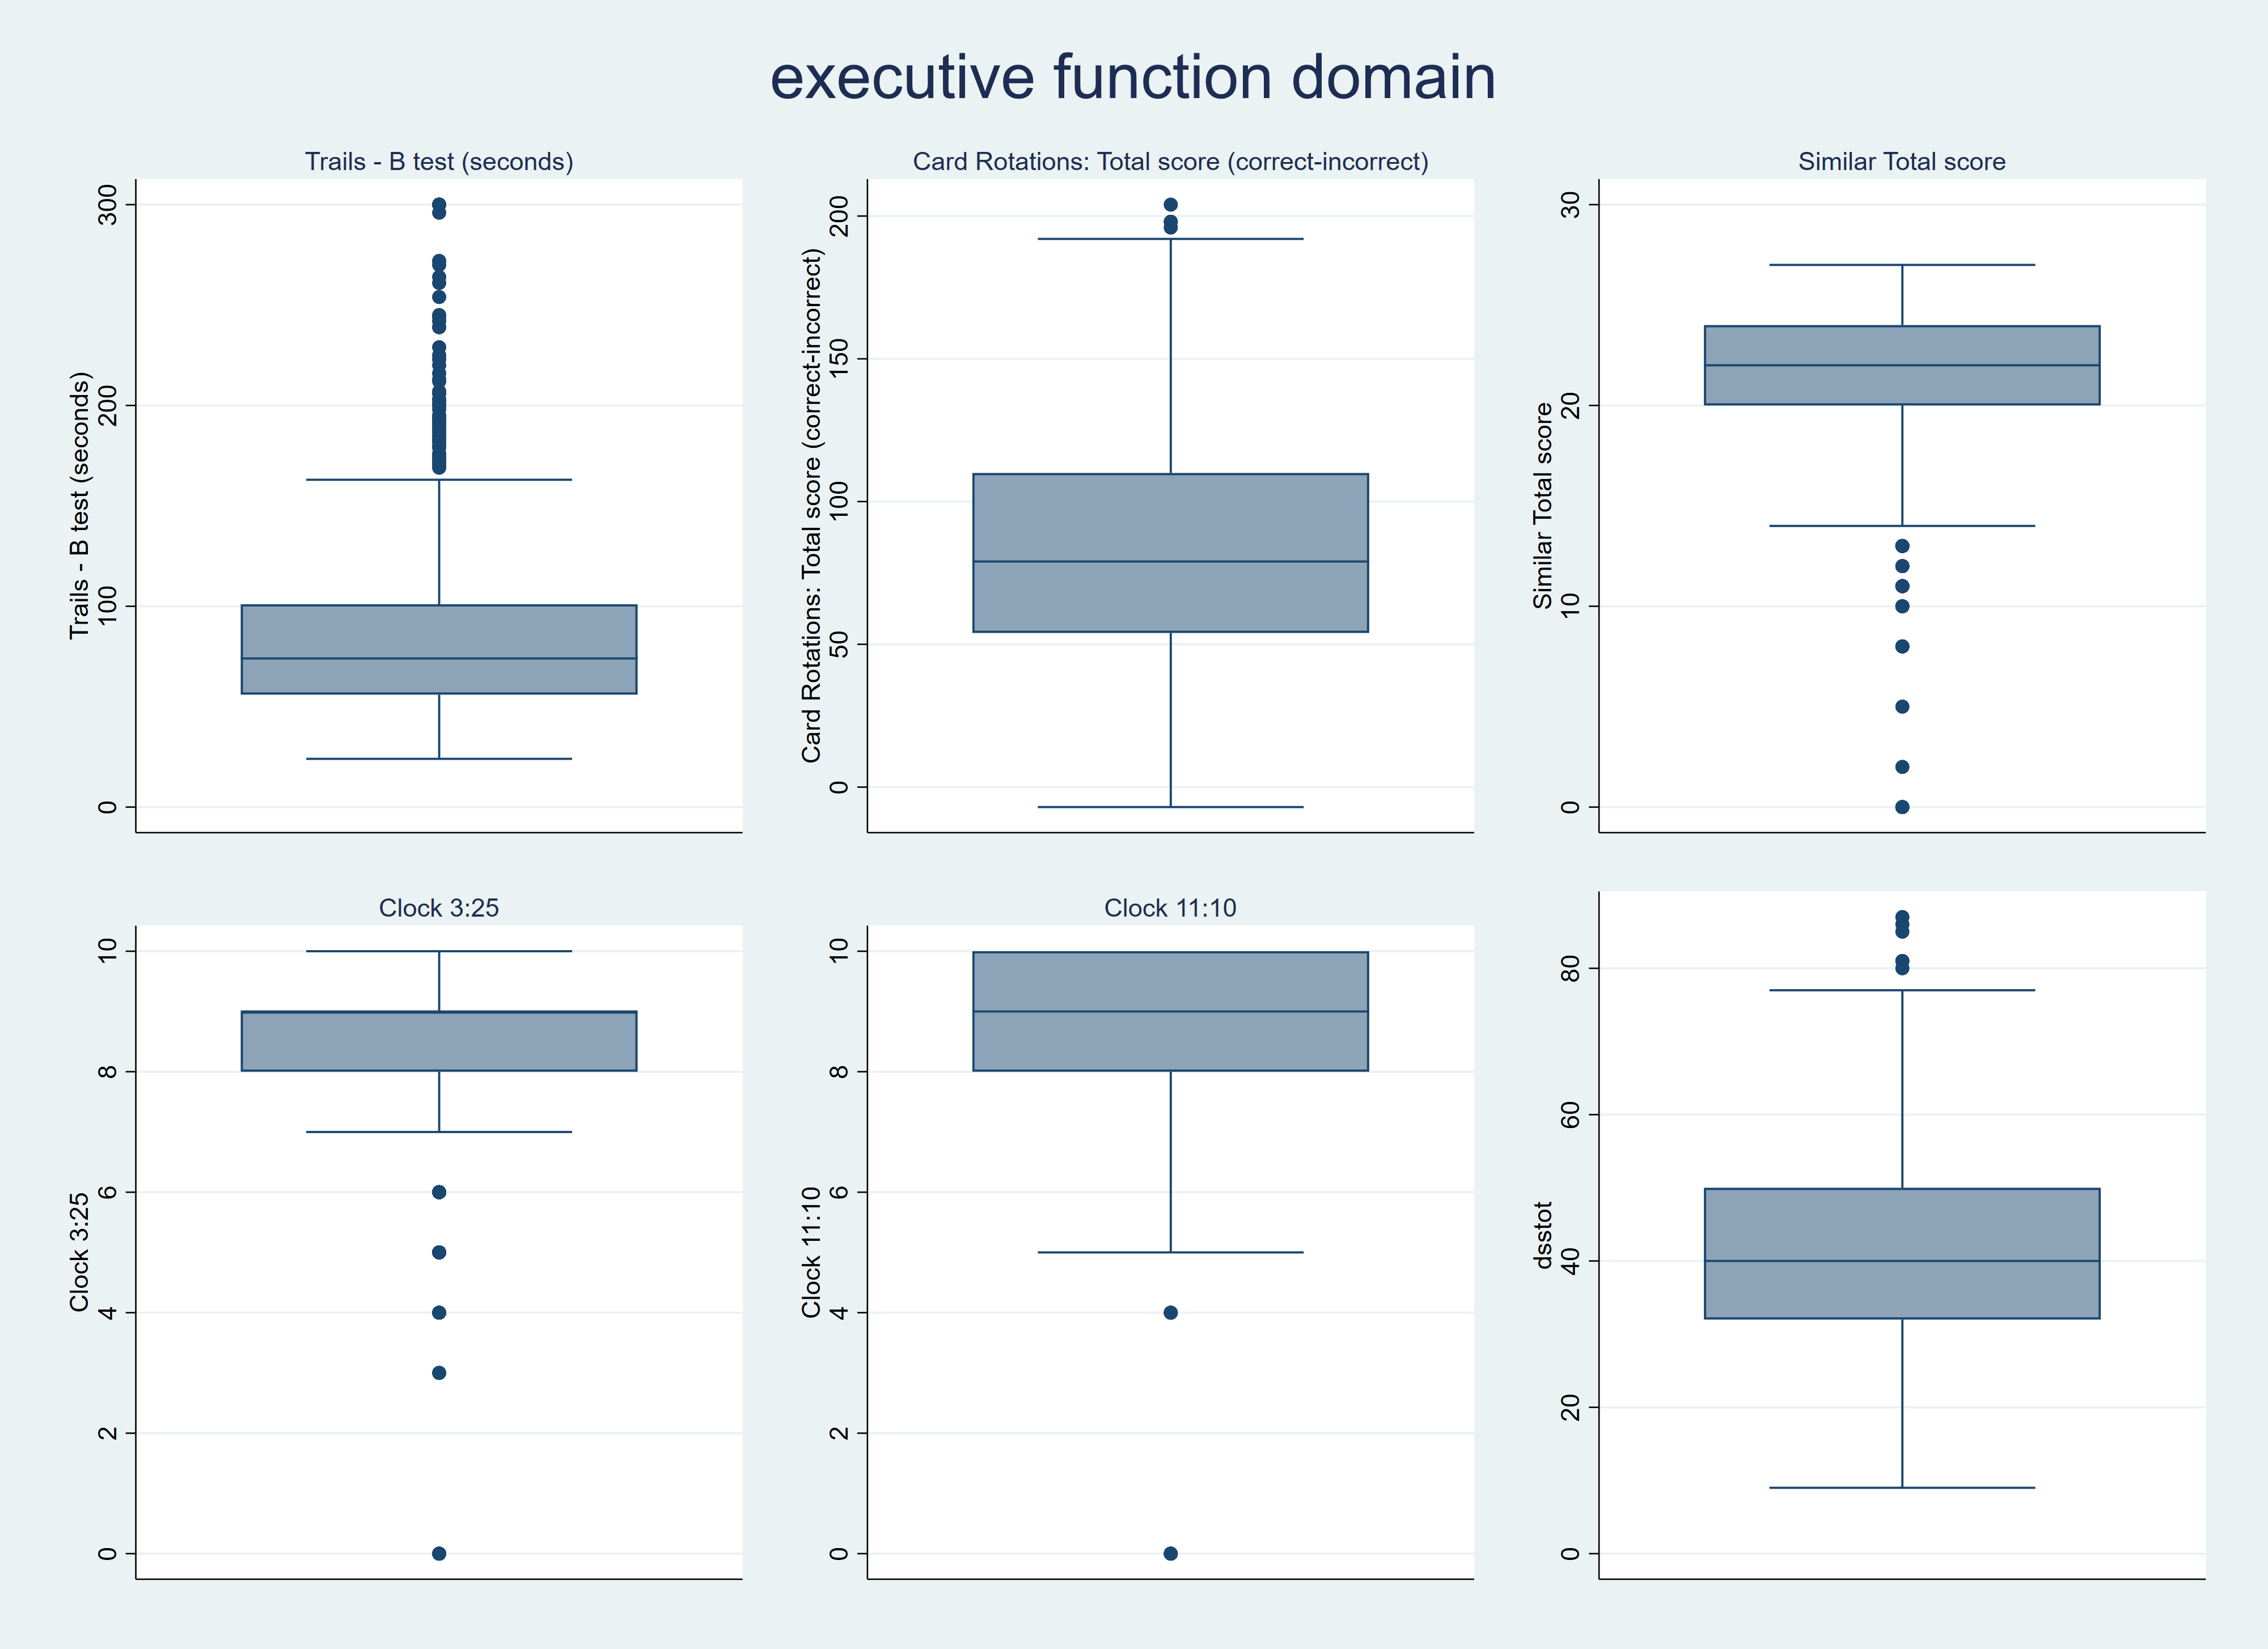 executive function domain
Trails - B test (seconds)
Trails - B test (seconds)
300
200
100
0
Card Rotations: Total score (correct-incorrect)
Card Rotations: Total score (correct-incorrect)
200
150
100
50
0
Similar Total score
Similar Total score
30
20
10
0
Clock 3:25
Clock 3:25
10
8
6
4
2
0
Clock 11:10
Clock 11:10
10
8
6
4
2
0
dsstot
80
60
40
20
0